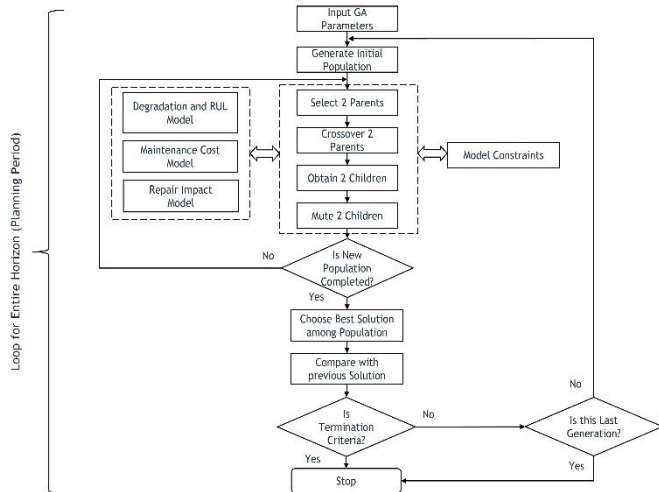 Input GA
Parameters
Generate Initial
Population
Select 2 Parents
Crossover 2
Parents
Obtain 2 Children
Mute 2 Children
Degradation and RUL
Model
Maintenance Cost
Model
Repair Impact
Model
Model Constraints
Loop for Entire Horizon (Planning Period)
Is New
Population
Completed?
No
Yes
Choose Best Solution
among Population
Compare with
previous Solution
Is
Termination
Criteria?
No
Yes
Is this Last
Generation?
No
Yes
Stop